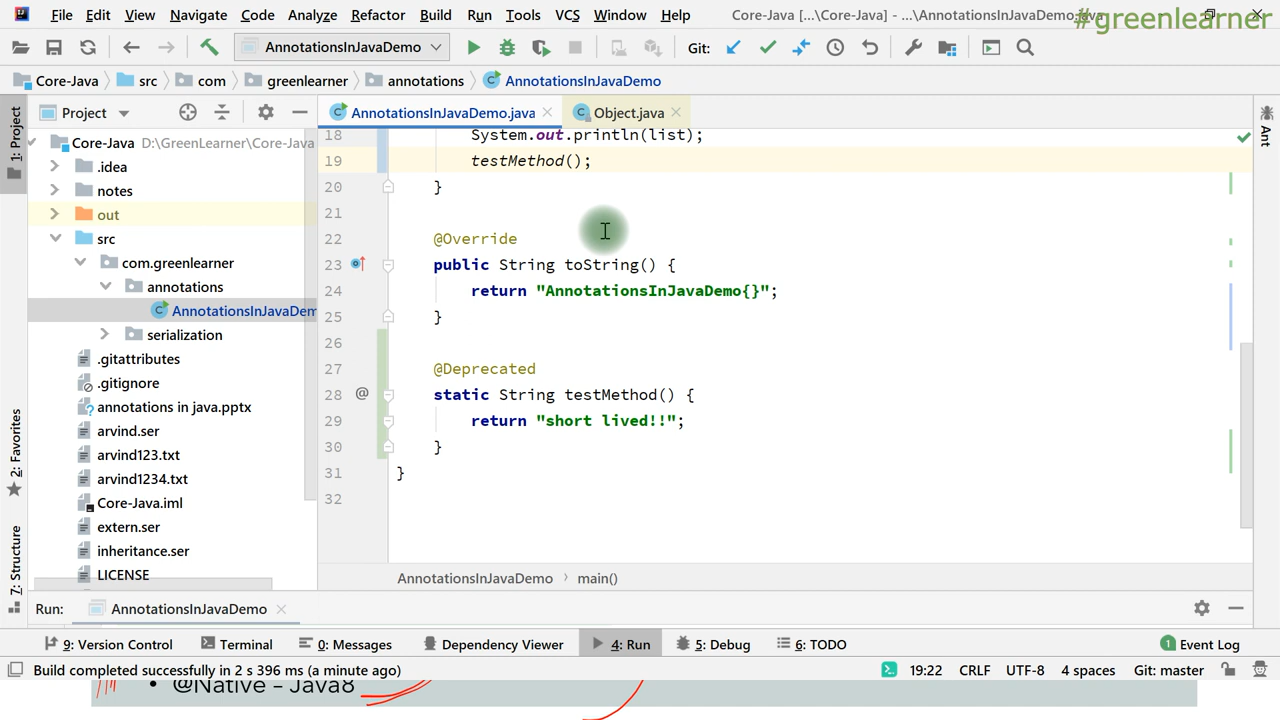 File Edit View Navigate Code Analyze Refactor Build Run Tools VCS Window Help Core-Java [...\Core-Java] - ...\AnnotationsInJavaDemo.java
#greenlearner
AnnotationsInJavaDemo Git:
Core-Java src com greenlearner annotations AnnotationsInJavaDemo
1: Project
2: Favorites
7: Structure
Project
Core-Java D:\GreenLearner\Core-Java
.idea
notes
out
src
com.greenlearner
annotations
AnnotationsInJavaDem
serialization
.gitattributes
.gitignore
annotations in java.pptx
arvind.ser
arvind123.txt
arvind1234.txt
Core-Java.iml
extern.ser
inheritance.ser
LICENSE
AnnotationsInJavaDemo.java Object.java
18 System.out.println(list);
19 testMethod();
20 }
21
22 @Override
23 public String toString() {
24 return "AnnotationsInJavaDemo{}";
25 }
26
27 @Deprecated
28 @ static String testMethod() {
29 return "short lived!!";
30 }
31 }
32
AnnotationsInJavaDemo › main()
Ant
Run: AnnotationsInJavaDemo
9: Version Control Terminal 0: Messages Dependency Viewer 4: Run 5: Debug 6: TODO 1 Event Log
Build completed successfully in 2 s 396 ms (a minute ago) 19:22 CRLF UTF-8 4 spaces Git: master
• @Native – Java8